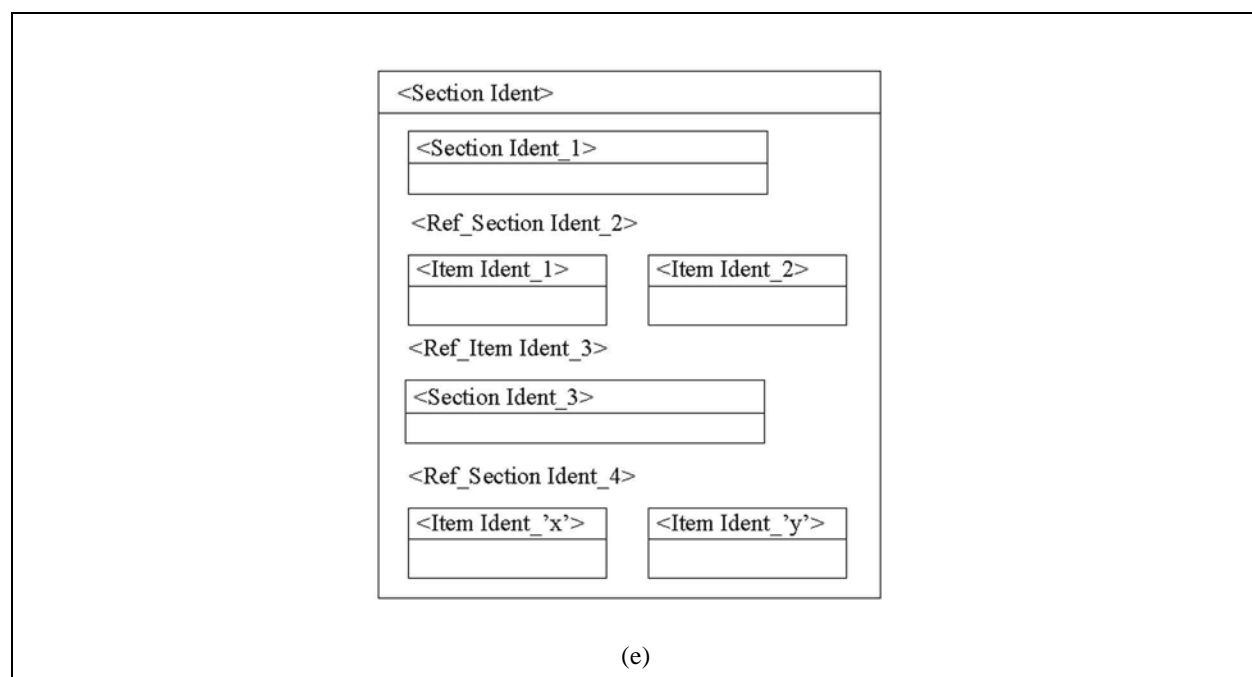 <Section Ident>
<Section Ident_1>
<Ref_Section Ident_2>
<Item Ident_1> <Item Ident_2>
<Ref_Item Ident_3>
<Section Ident_3>
<Ref_Section Ident_4>
<Item Ident_’x’> <Item Ident_’y’>
(e)